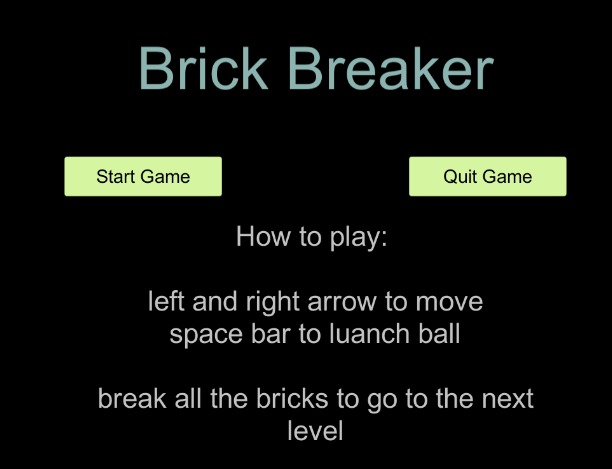 Brick Breaker
Start Game
Quit Game
How to play:
left and right arrow to move
space bar to luanch ball
break all the bricks to go to the next
level